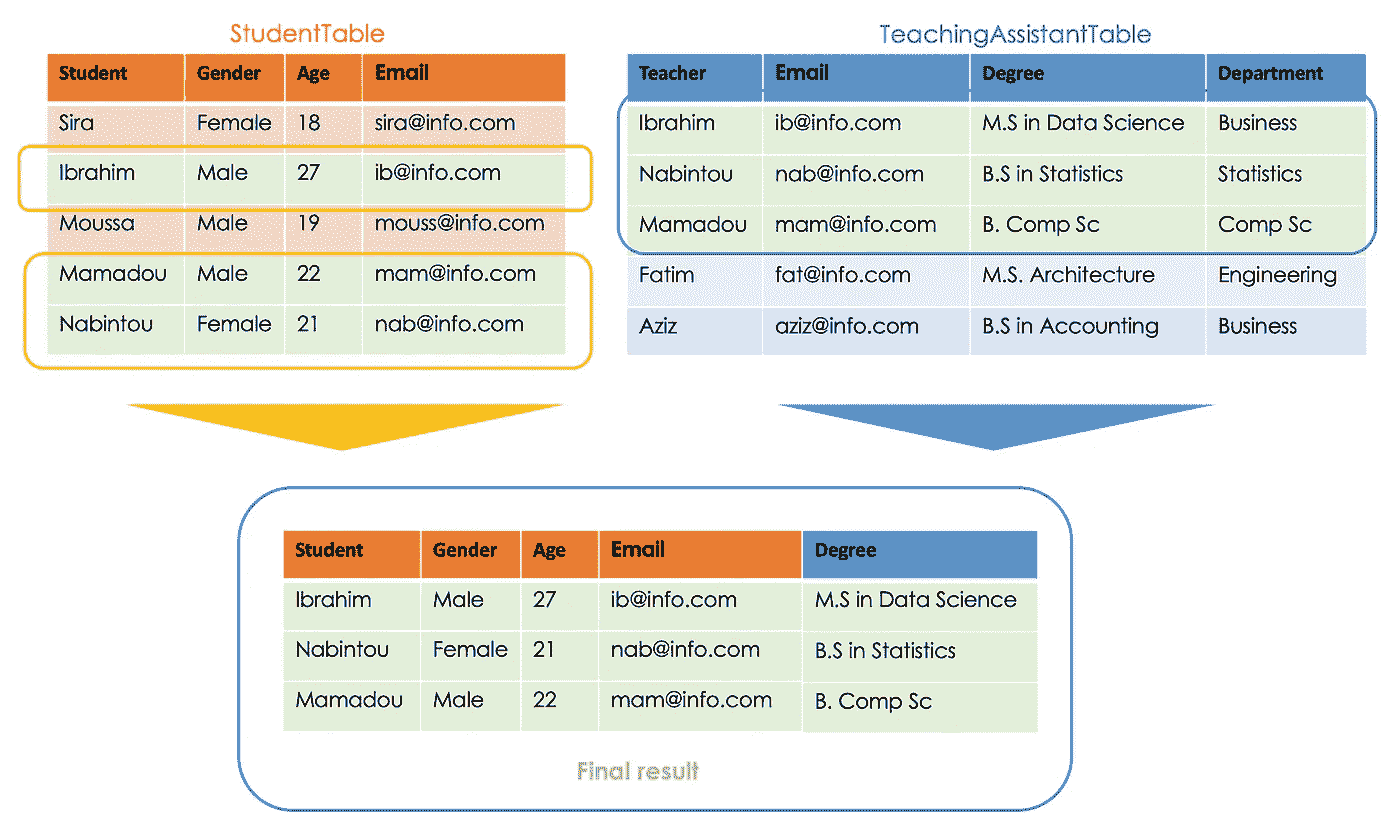 StudentTable
Student Gender Age Email
Sira Female 18 sira@info.com
Ibrahim Male 27 ib@info.com
Moussa Male 19 mouss@info.com
Mamadou Male 22 mam@info.com
Nabintou Female 21 nab@info.com
TeachingAssistantTable
Teacher Email Degree Department
Ibrahim ib@info.com M.S in Data Science Business
Nabintou nab@info.com B.S in Statistics Statistics
Mamadou mam@info.com B. Comp Sc Comp Sc
Fatim fat@info.com M.S. Architecture Engineering
Aziz aziz@info.com B.S in Accounting Business
Student Gender Age Email Degree
Ibrahim Male 27 ib@info.com M.S in Data Science
Nabintou Female 21 nab@info.com B.S in Statistics
Mamadou Male 22 mam@info.com B. Comp Sc
Final result